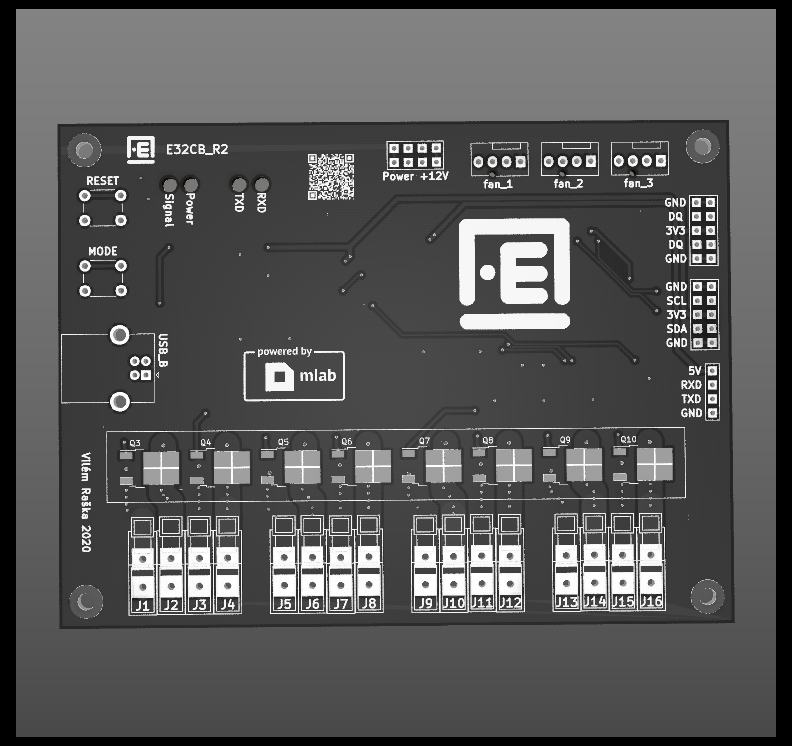 E32CB_R2
RESET
Signal
Power
TXD
RXD
Power +12V
fan_1
fan_2
fan_3
GND
DQ
3V3
DQ
GND
MODE
E
GND
SCL
3V3
SDA
GND
USB_B
powered by
mlab
5V
RXD
TXD
GND
Q3
Q4
Q5
Q6
Q7
Q8
Q9
Q10
Vilém Raška 2020
J1
J2
J3
J4
J5
J6
J7
J8
J9
J10
J11
J12
J13
J14
J15
J16